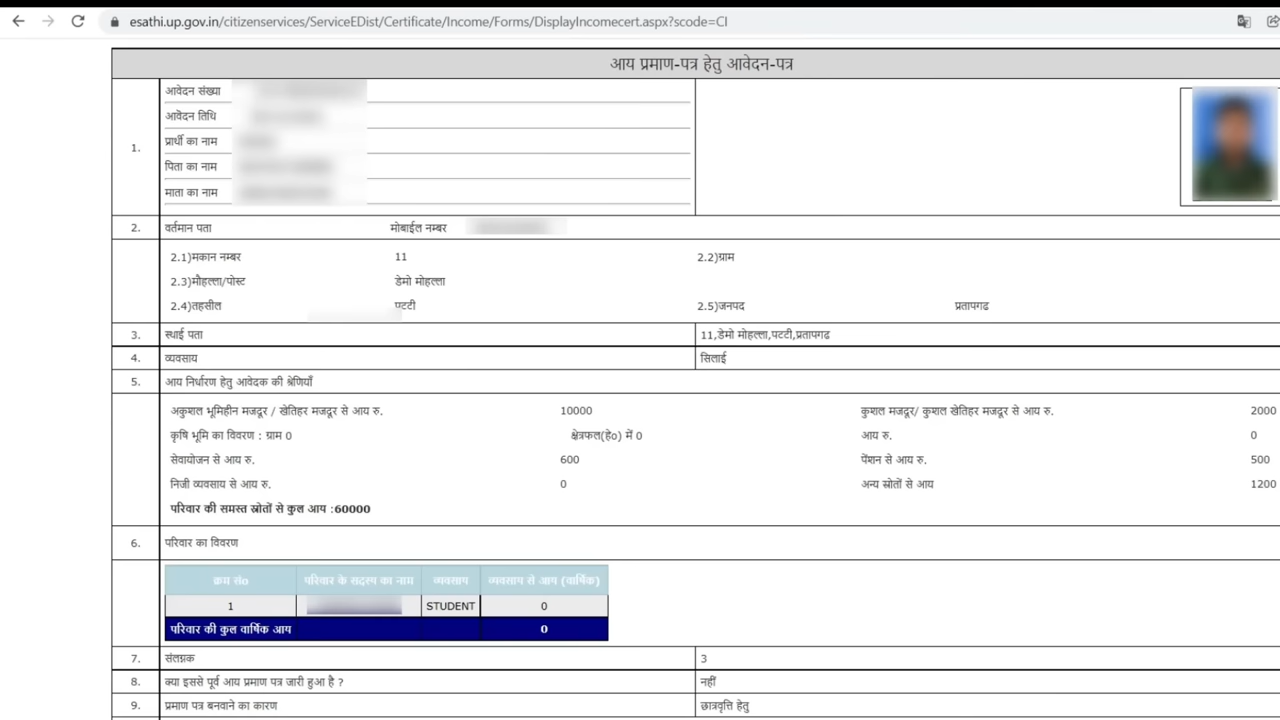 esathi.up.gov.in/citizenservices/ServiceEDist/Certificate/Income/Forms/DisplayIncomecert.aspx?scode=CI
आय प्रमाण-पत्र हेतु आवेदन-पत्र
1.
आवेदन संख्या
आवेदन तिथि
प्रार्थी का नाम
पिता का नाम
माता का नाम
2. वर्तमान पता मोबाईल नम्बर
2.1)मकान नम्बर 11 2.2)ग्राम
2.3)मौहल्ला/पोस्ट डेमो मोहल्ला
2.4)तहसील पटटी 2.5)जनपद प्रतापगढ
3. स्थाई पता 11,डेमो मोहल्ला,पटटी,प्रतापगढ
4. व्यवसाय सिलाई
5. आय निर्धारण हेतु आवेदक की श्रेणियाँ
अकुशल भूमिहीन मजदूर / खेतिहर मजदूर से आय रु. 10000 कुशल मजदूर/ कुशल खेतिहर मजदूर से आय रु. 2000
कृषि भूमि का विवरण : ग्राम 0 क्षेत्रफल(हे०) में 0 आय रु. 0
सेवायोजन से आय रु. 600 पेंशन से आय रु. 500
निजी व्यवसाय से आय रु. 0 अन्य स्रोतों से आय 1200
परिवार की समस्त स्रोतों से कुल आय :60000
6. परिवार का विवरण
क्रम सं० परिवार के सदस्य का नाम व्यवसाय व्यवसाय से आय (वार्षिक)
1 STUDENT 0
परिवार की कुल वार्षिक आय 0
7. संलग्नक 3
8. क्या इससे पूर्व आय प्रमाण पत्र जारी हुआ है ? नहीं
9. प्रमाण पत्र बनवाने का कारण छात्रवृत्ति हेतु